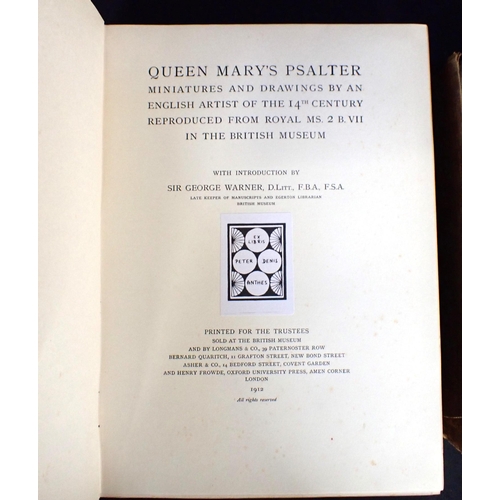 QUEEN MARY'S PSALTER
MINIATURES AND DRAWINGS BY AN
ENGLISH ARTIST OF THE 14TH CENTURY
REPRODUCED FROM ROYAL MS. 2 B. VII
IN THE BRITISH MUSEUM
WITH INTRODUCTION BY
SIR GEORGE WARNER, D.LITT., F.B.A., F.S.A.
LATE KEEPER OF MANUSCRIPTS AND EGERTON LIBRARIAN
BRITISH MUSEUM
EX
LIBRIS
PETER DENIL
ANTHES
PRINTED FOR THE TRUSTEES
SOLD AT THE BRITISH MUSEUM
AND BY LONGMANS & CO., 39 PATERNOSTER ROW
BERNARD QUARITCH, 11 GRAFTON STREET, NEW BOND STREET
ASHER & CO., 14 BEDFORD STREET, COVENT GARDEN
AND HENRY FROWDE, OXFORD UNIVERSITY PRESS, AMEN CORNER
LONDON
1912
All rights reserved